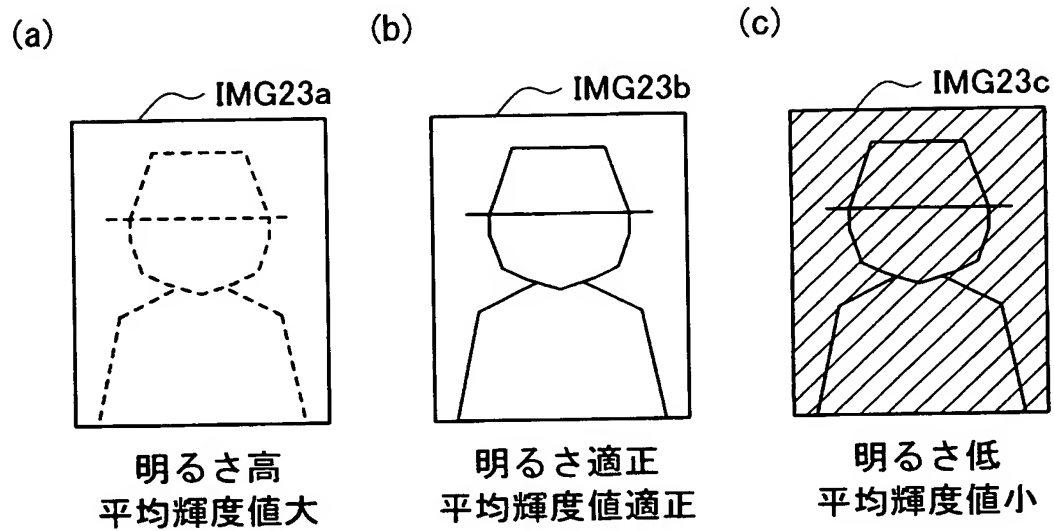 (a)
IMG23a
明るさ高
平均輝度値大
(b)
IMG23b
明るさ適正
平均輝度値適正
(c)
IMG23c
明るさ低
平均輝度値小